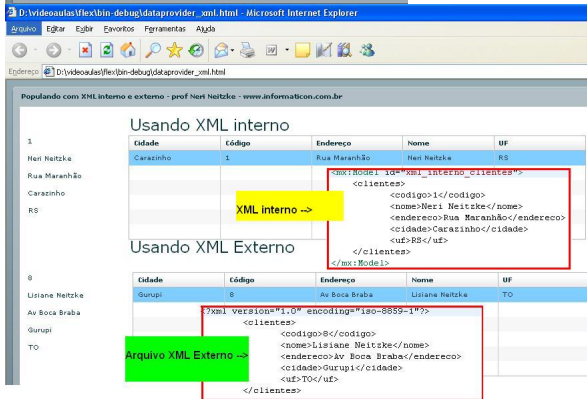 D:\videoaulas\flex\bin-debug\dataprovider_xml.html - Microsoft Internet Explorer
Arquivo Editar Exibir Favoritos Ferramentas Ajuda
Endereço D:\videoaulas\flex\bin-debug\dataprovider_xml.html
Populando com XML interno e externo - prof Neri Neitzke - www.informaticon.com.br
Usando XML interno
1
Neri Neitzke
Rua Maranhão
Carazinho
RS
Cidade Código Endereço Nome UF
Carazinho 1 Rua Maranhão Neri Neitzke RS
XML interno -->
<mx:Model id="xml_interno_clientes">
<clientes>
<codigo>1</codigo>
<nome>Neri Neitzke</nome>
<endereco>Rua Maranhão</endereco>
<cidade>Carazinho</cidade>
<uf>RS</uf>
</clientes>
</mx:Model>
Usando XML Externo
8
Lisiane Neitzke
Av Boca Braba
Gurupi
TO
Cidade Código Endereço Nome UF
Gurupi 8 Av Boca Braba Lisiane Neitzke TO
Arquivo XML Externo -->
<?xml version="1.0" encoding="iso-8859-1"?>
<clientes>
<codigo>8</codigo>
<nome>Lisiane Neitzke</nome>
<endereco>Av Boca Braba</endereco>
<cidade>Gurupi</cidade>
<uf>TO</uf>
</clientes>